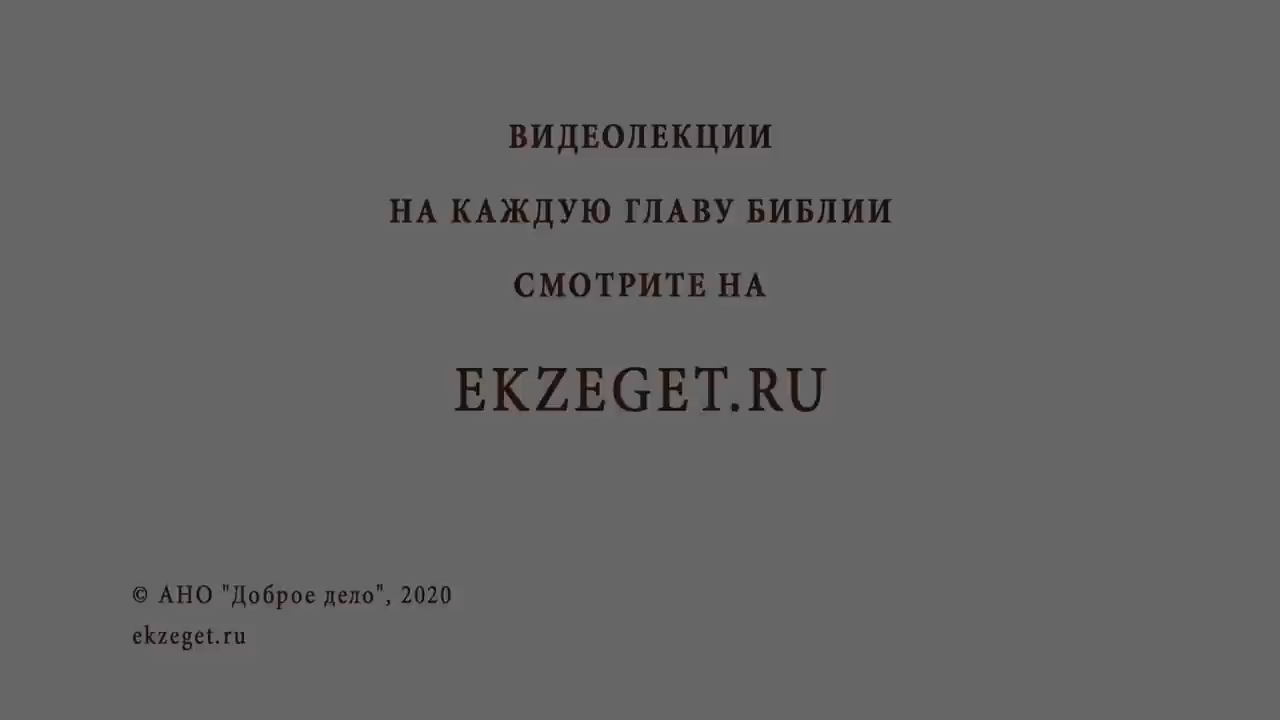 ВИДЕОЛЕКЦИИ
НА КАЖДУЮ ГЛАВУ БИБЛИИ
СМОТРИТЕ НА
EKZEGET.RU
© АНО "Доброе дело", 2020
ekzeget.ru